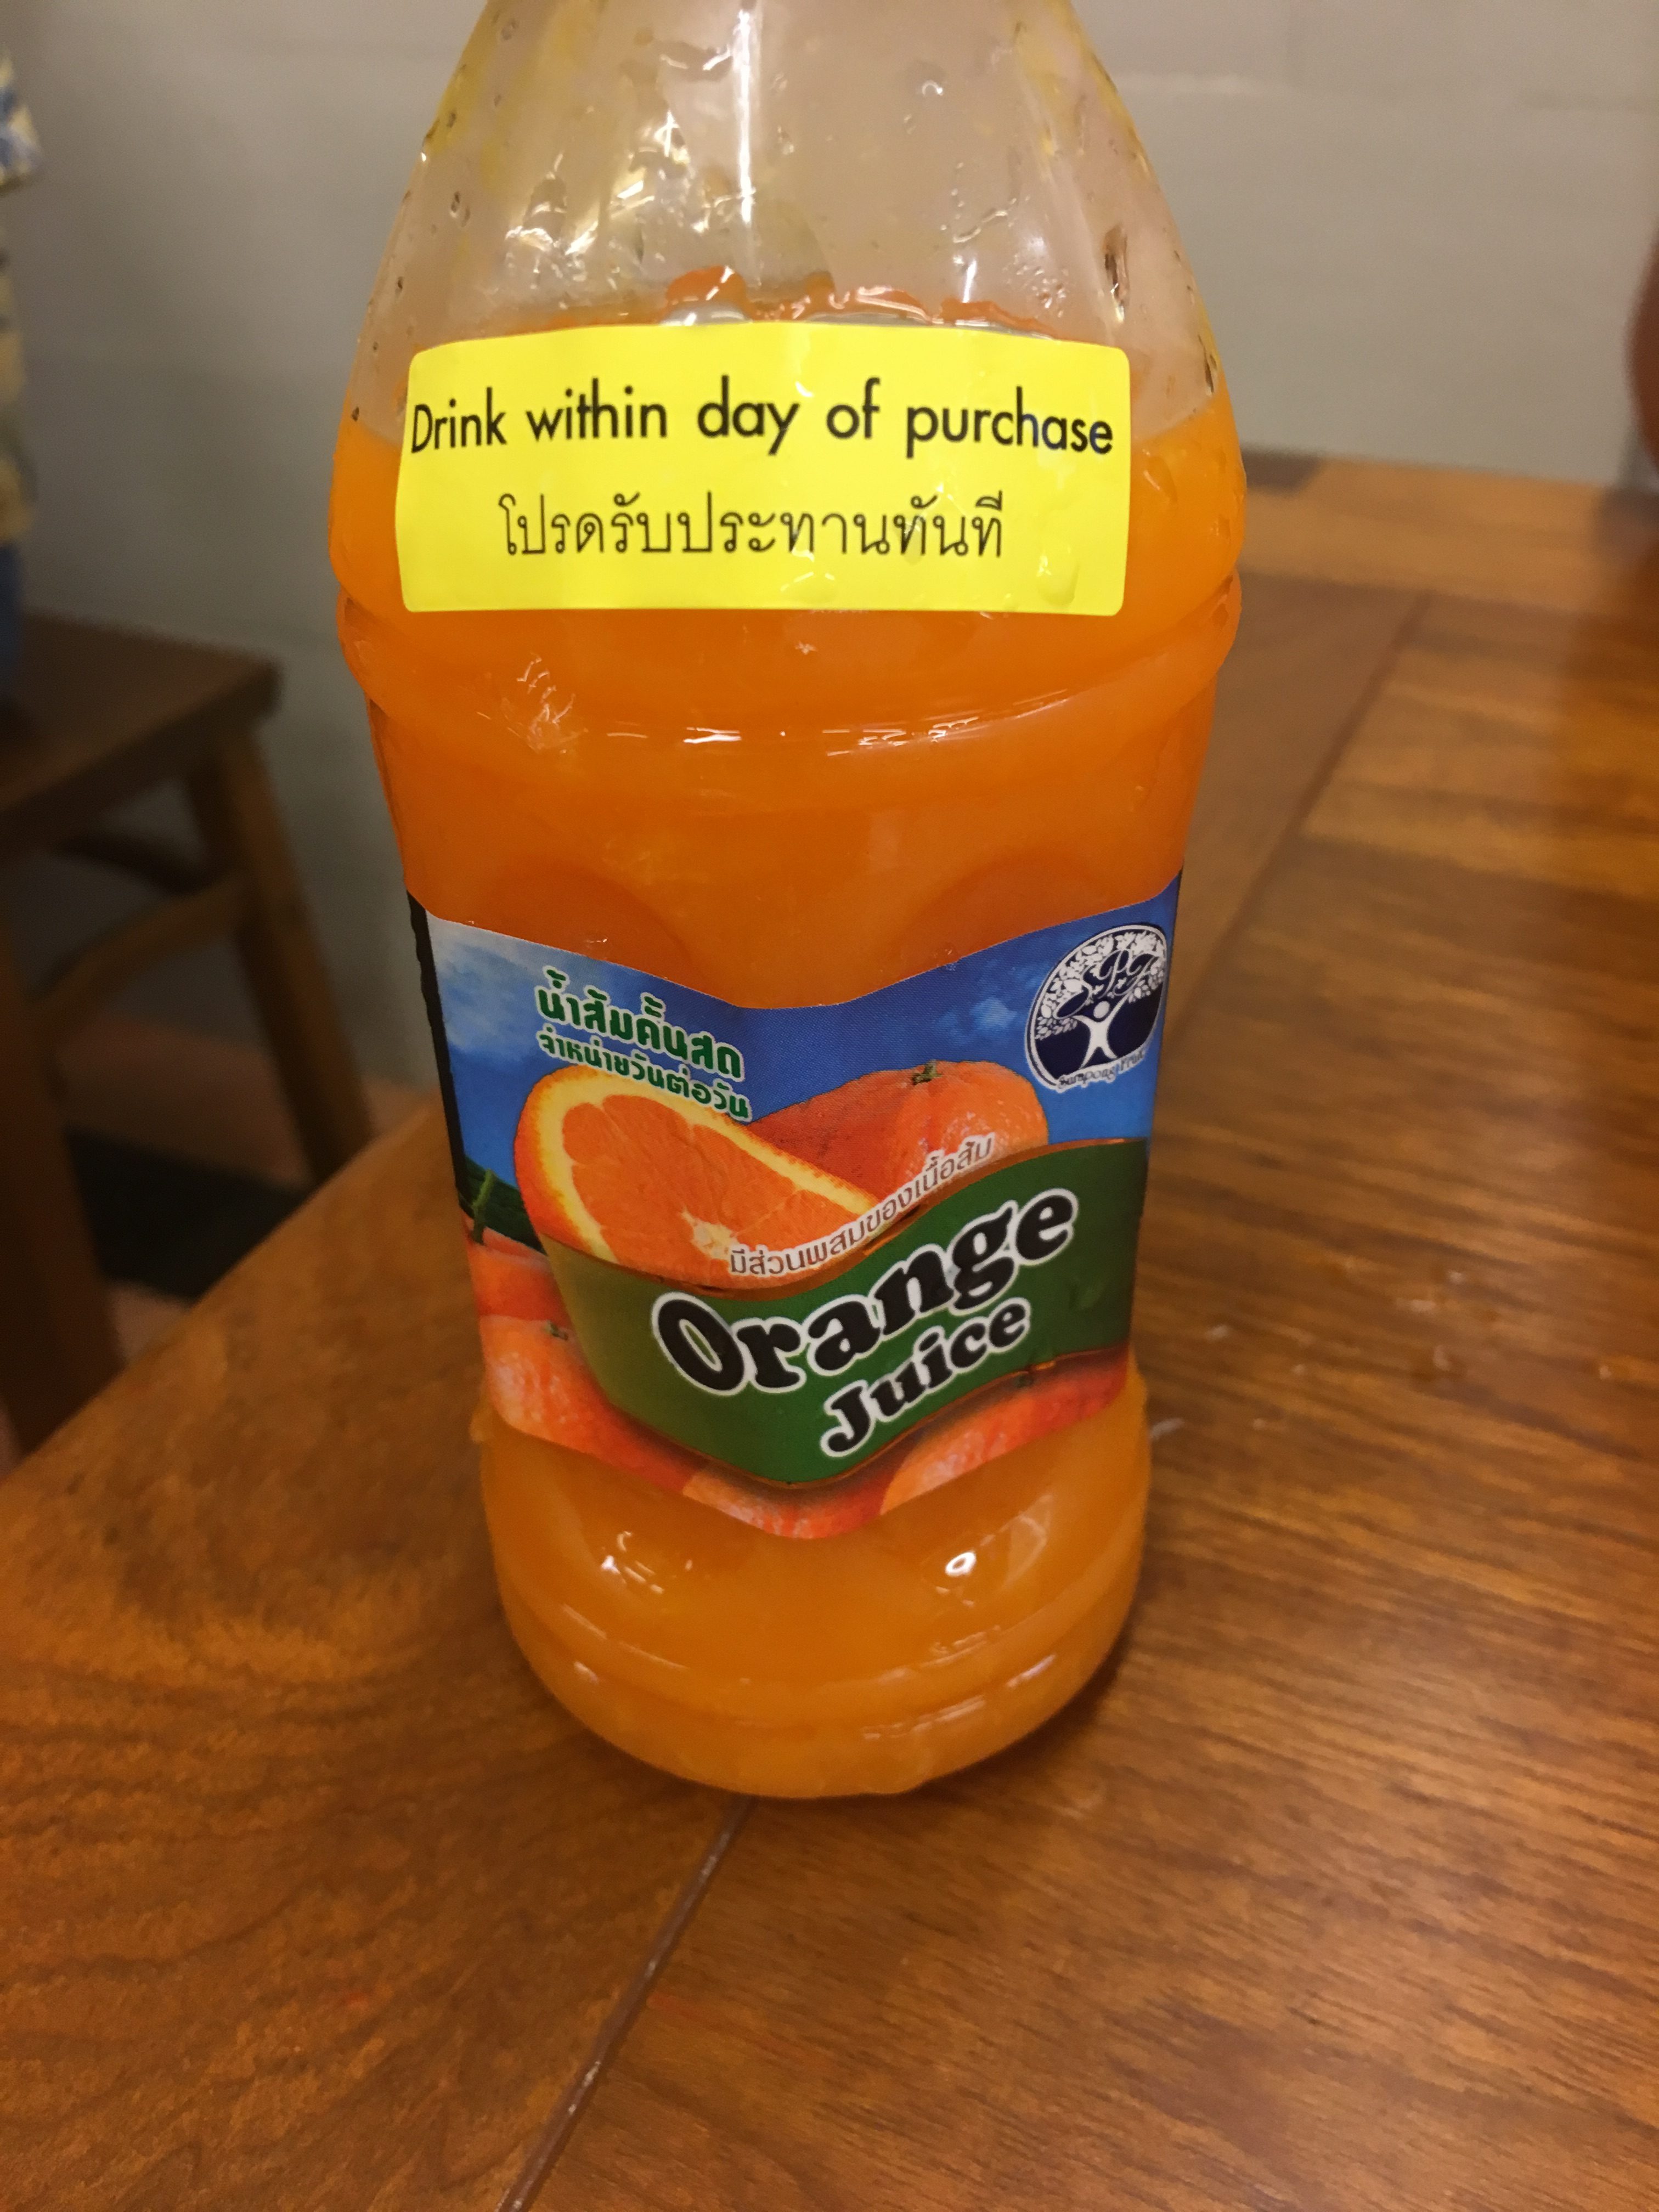 Drink within day of purchase
โปรดรับประทานทันที
น้ำส้มคั้นสด
จำหน่ายวันต่อวัน
SPF
มีส่วนผสมของเนื้อส้ม
Orange
Juice